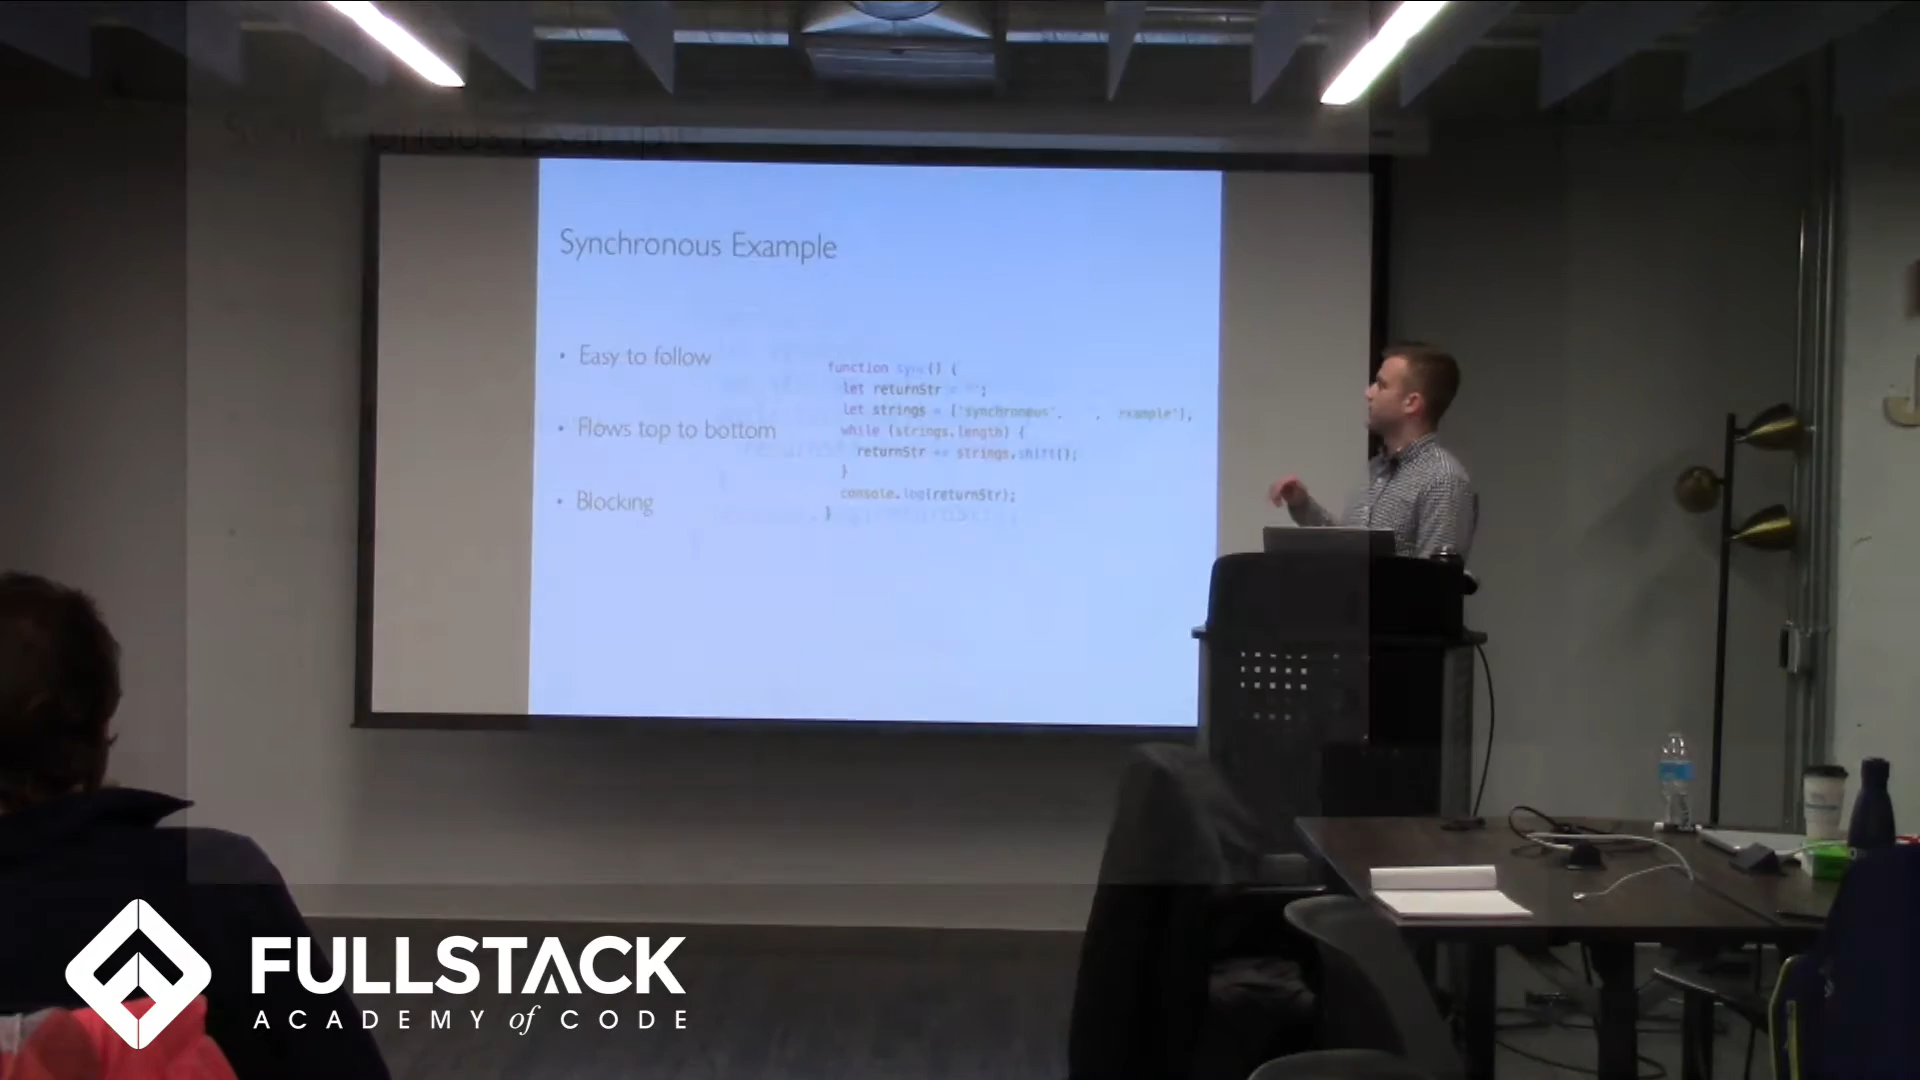 Synchronous Example
• Easy to follow
• Flows top to bottom
• Blocking
function sync() {
let returnStr = '';
let strings = ['synchronous', ' ', 'example'];
while (strings.length) {
returnStr += strings.shift();
}
console.log(returnStr);
}
FULLSTACK
ACADEMY of CODE